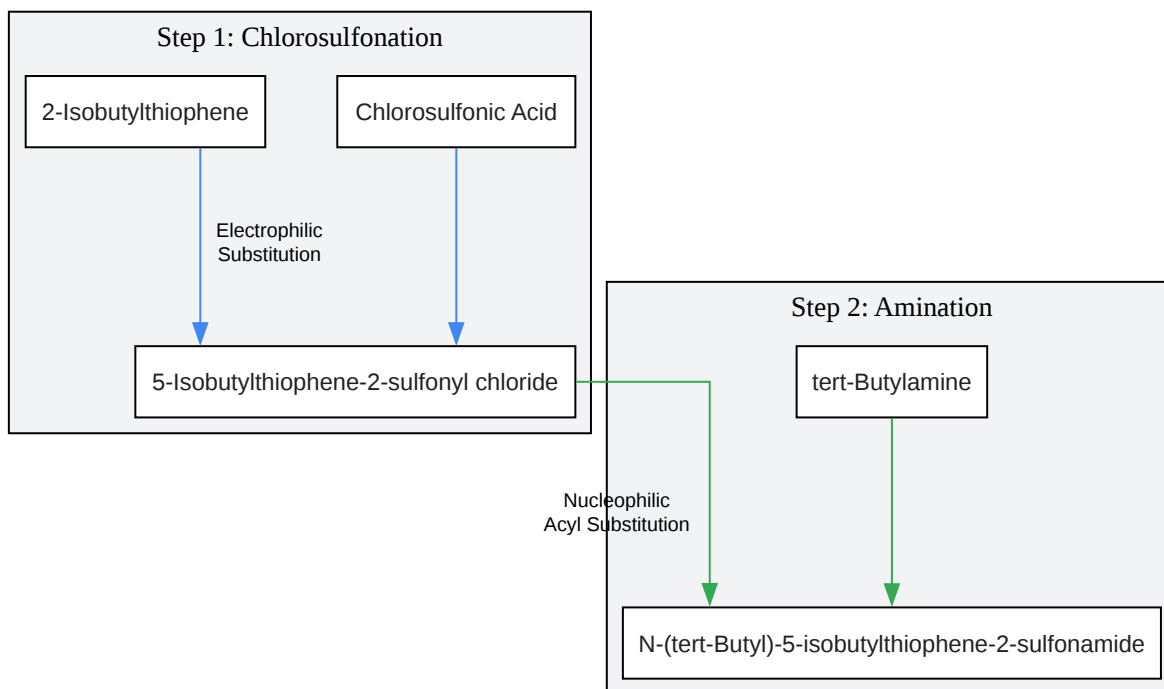 Step 1: Chlorosulfonation
2-Isobutylthiophene
Chlorosulfonic Acid
Electrophilic
Substitution
5-Isobutylthiophene-2-sulfonyl chloride
Step 2: Amination
tert-Butylamine
Nucleophilic
Acyl Substitution
N-(tert-Butyl)-5-isobutylthiophene-2-sulfonamide